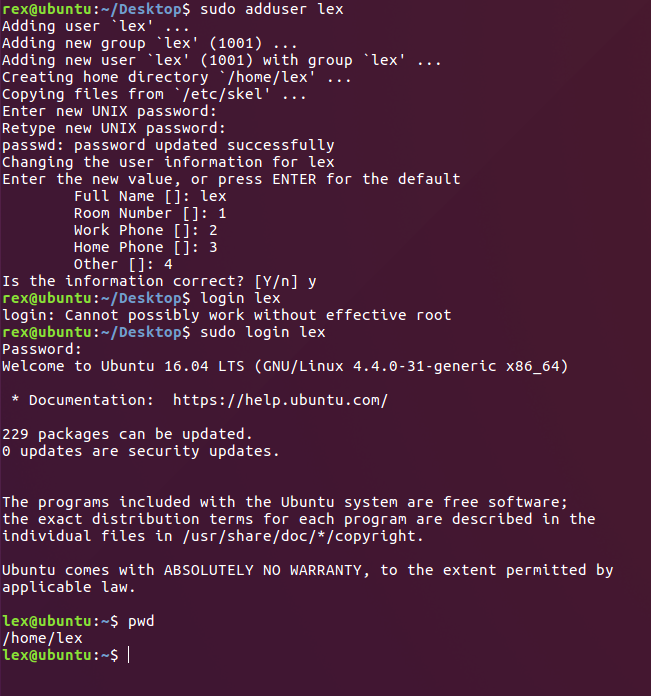 rex@ubuntu:~/Desktop$ sudo adduser lex
Adding user `lex' ...
Adding new group `lex' (1001) ...
Adding new user `lex' (1001) with group `lex' ...
Creating home directory `/home/lex' ...
Copying files from `/etc/skel' ...
Enter new UNIX password:
Retype new UNIX password:
passwd: password updated successfully
Changing the user information for lex
Enter the new value, or press ENTER for the default
        Full Name []: lex
        Room Number []: 1
        Work Phone []: 2
        Home Phone []: 3
        Other []: 4
Is the information correct? [Y/n] y
rex@ubuntu:~/Desktop$ login lex
login: Cannot possibly work without effective root
rex@ubuntu:~/Desktop$ sudo login lex
Password:
Welcome to Ubuntu 16.04 LTS (GNU/Linux 4.4.0-31-generic x86_64)
 * Documentation:  https://help.ubuntu.com/
229 packages can be updated.
0 updates are security updates.
The programs included with the Ubuntu system are free software;
the exact distribution terms for each program are described in the
individual files in /usr/share/doc/*/copyright.
Ubuntu comes with ABSOLUTELY NO WARRANTY, to the extent permitted by
applicable law.
lex@ubuntu:~$ pwd
/home/lex
lex@ubuntu:~$